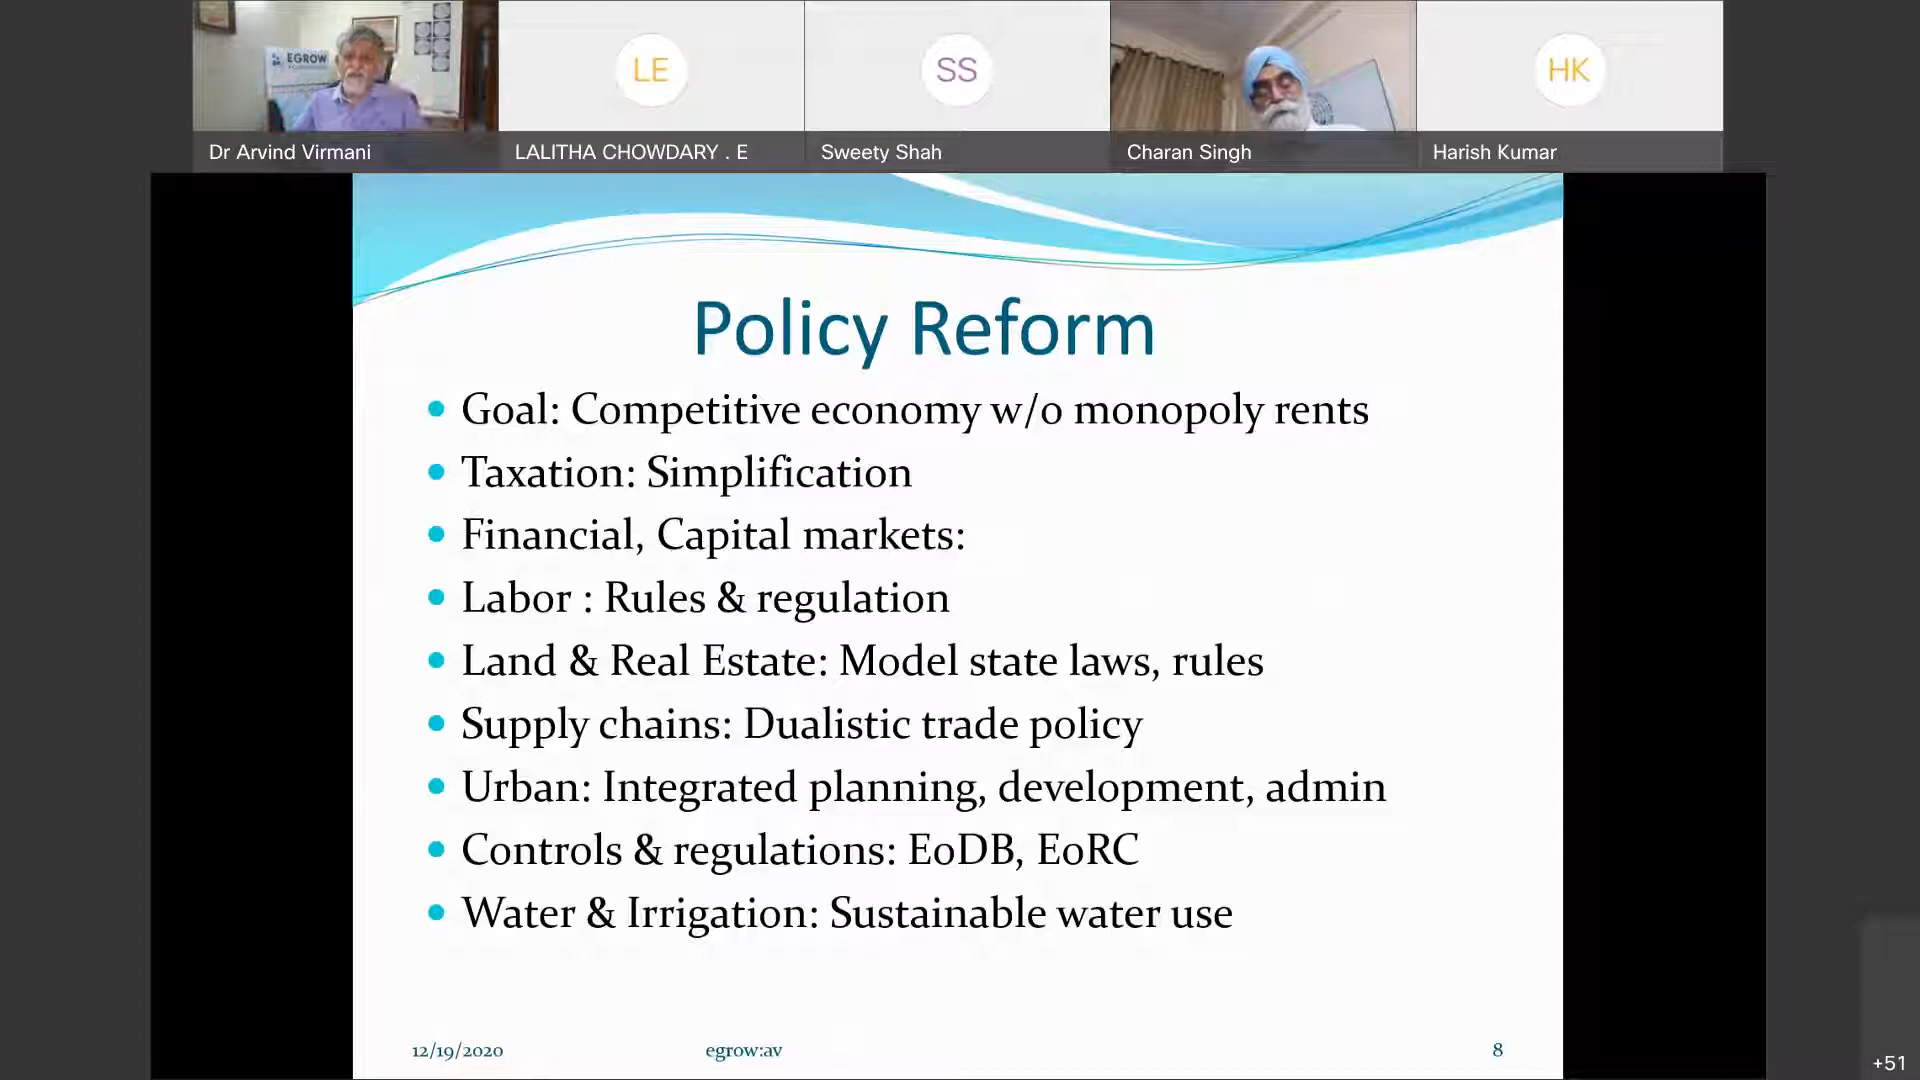 EGROW
LE
SS
HK
Dr Arvind Virmani
LALITHA CHOWDARY . E
Sweety Shah
Charan Singh
Harish Kumar
Policy Reform
Goal: Competitive economy w/o monopoly rents
Taxation: Simplification
Financial, Capital markets:
Labor : Rules & regulation
Land & Real Estate: Model state laws, rules
Supply chains: Dualistic trade policy
Urban: Integrated planning, development, admin
Controls & regulations: EoDB, EoRC
Water & Irrigation: Sustainable water use
12/19/2020
egrow:av
8
+51